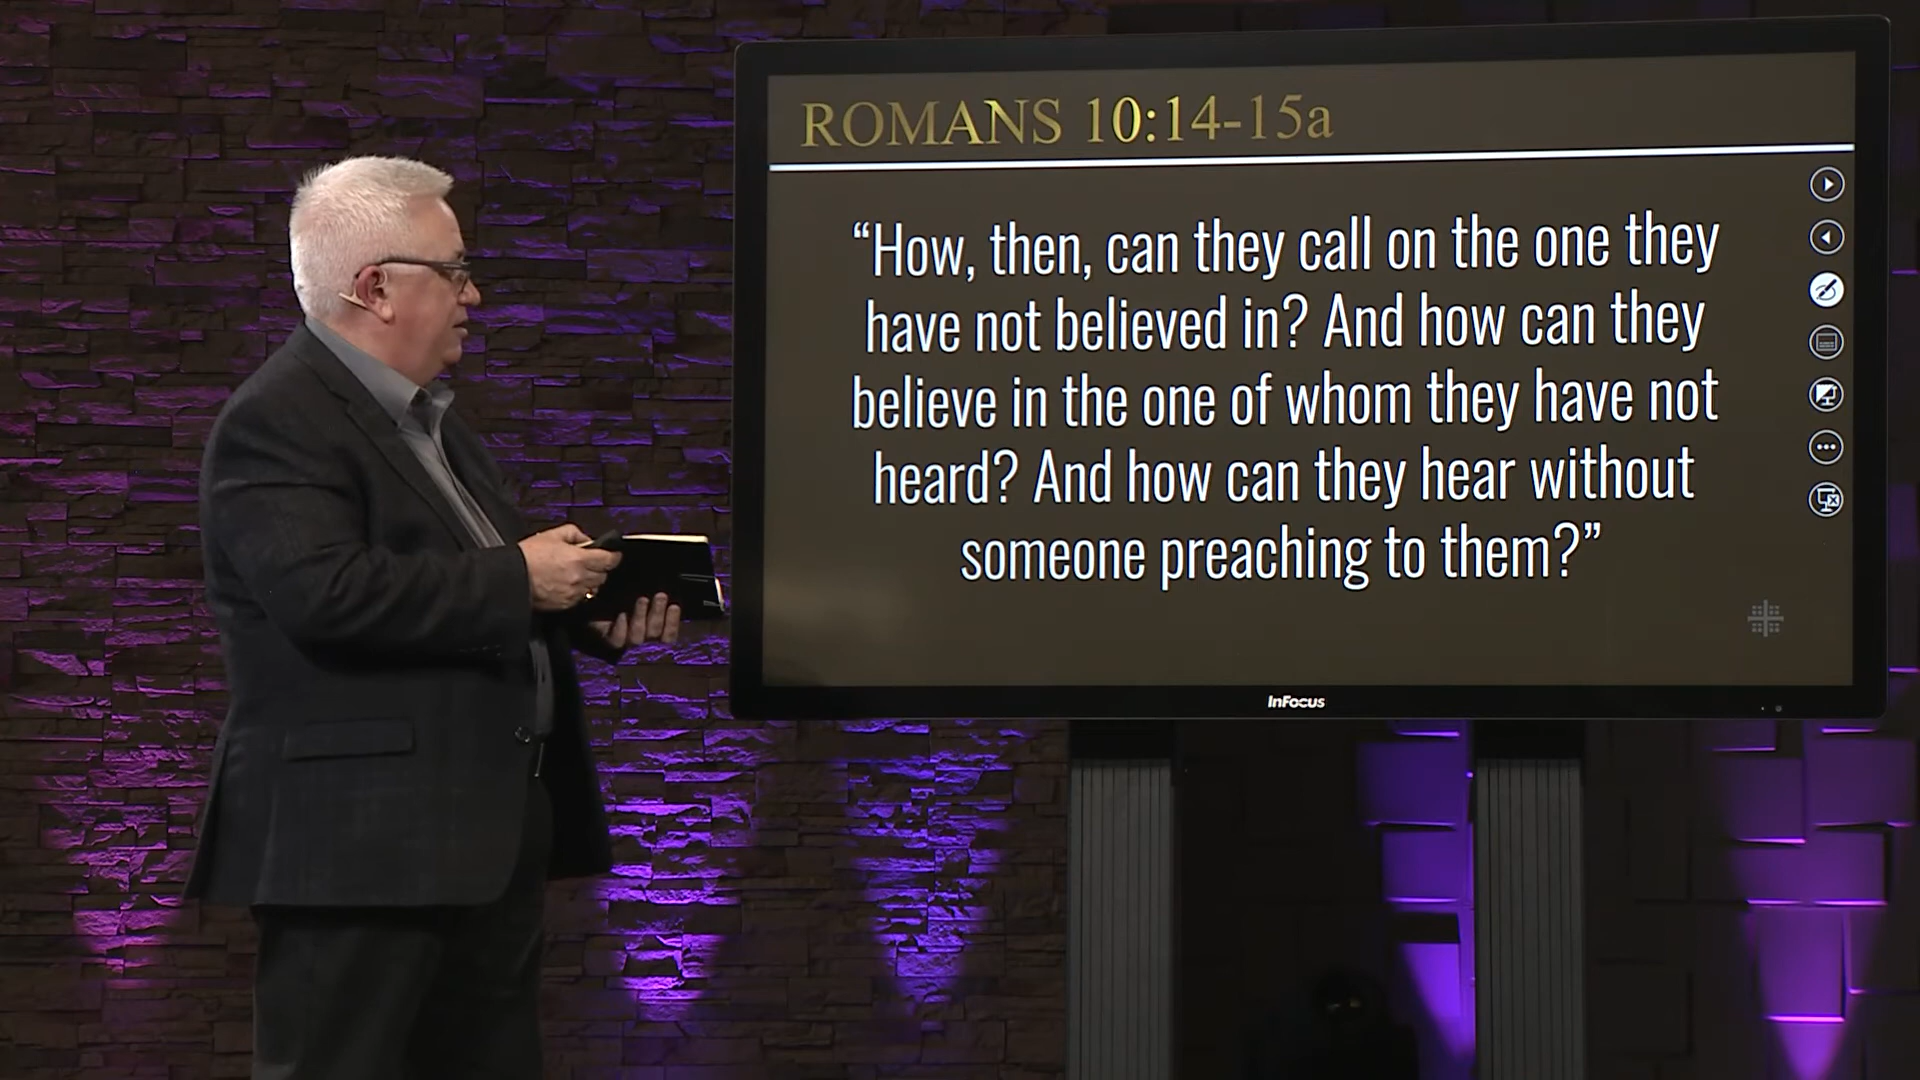 ROMANS 10:14-15a
“How, then, can they call on the one they
have not believed in? And how can they
believe in the one of whom they have not
heard? And how can they hear without
someone preaching to them?”
InFocus